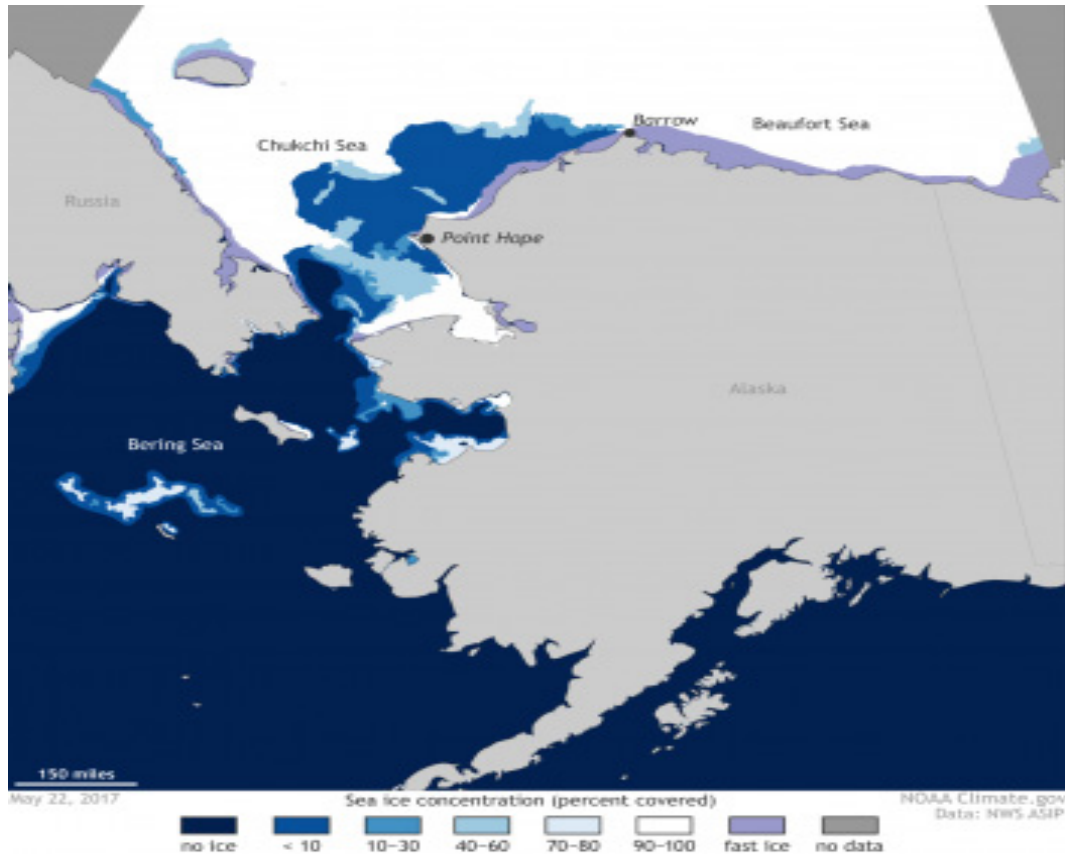 Barrow
Beaufort Sea
Chukchi Sea
Russia
Point Hope
Alaska
Bering Sea
150 miles
May 22, 2017
Sea ice concentration (percent covered)
NOAA Climate.gov
Data: NWS ASIP
no ice
< 10
10-30
40-60
70-80
90-100
fast ice
no data